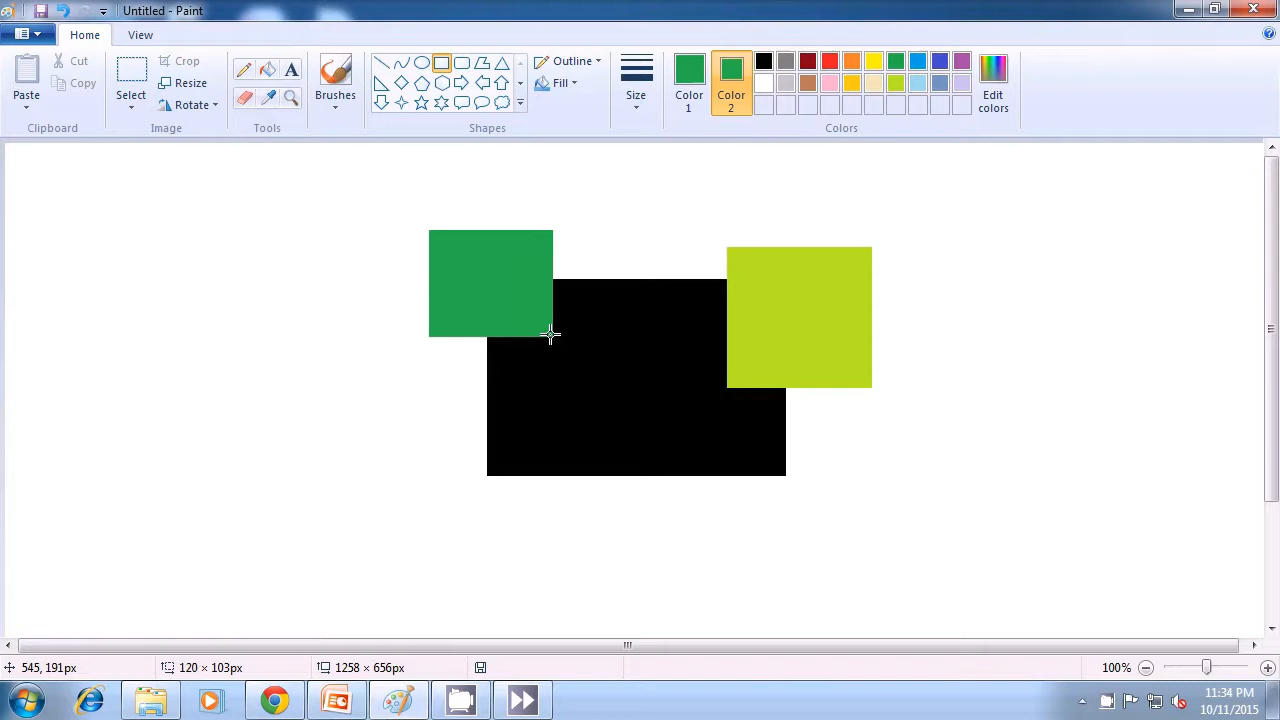 Untitled - Paint
Home View
Paste
Cut
Copy
Clipboard
Select
Crop
Resize
Rotate
Image
Tools
Brushes
Outline
Fill
Shapes
Size
Color 1
Color 2
Edit colors
Colors
545, 191px
120 × 103px
1258 × 656px
100%
11:34 PM
10/11/2015